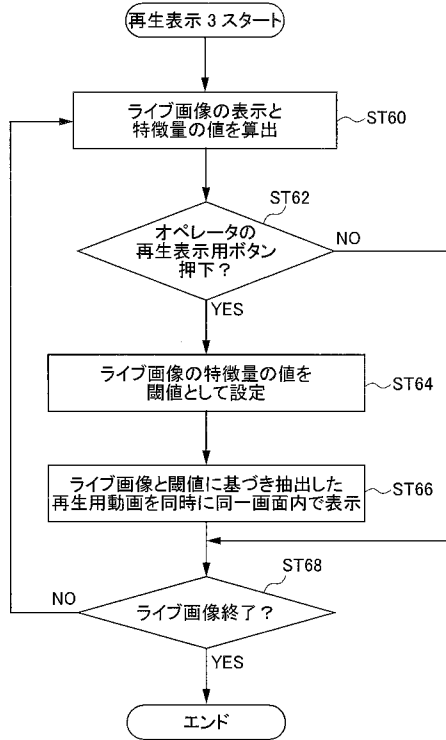 再生表示3スタート
ライブ画像の表示と
特徴量の値を算出
ST60
ST62
オペレータの
再生表示用ボタン
押下？
NO
YES
ライブ画像の特徴量の値を
閾値として設定
ST64
ライブ画像と閾値に基づき抽出した
再生用動画を同時に同一画面内で表示
ST66
ST68
NO
ライブ画像終了？
YES
エンド